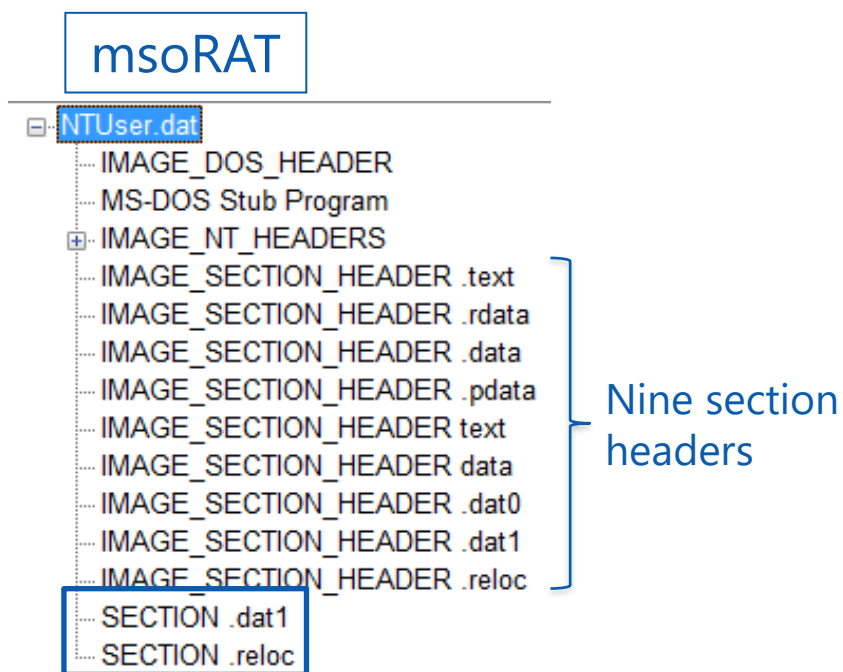 msoRAT
NTUser.dat
IMAGE_DOS_HEADER
MS-DOS Stub Program
IMAGE_NT_HEADERS
IMAGE_SECTION_HEADER .text
IMAGE_SECTION_HEADER .rdata
IMAGE_SECTION_HEADER .data
IMAGE_SECTION_HEADER .pdata
IMAGE_SECTION_HEADER text
IMAGE_SECTION_HEADER data
IMAGE_SECTION_HEADER .dat0
IMAGE_SECTION_HEADER .dat1
IMAGE_SECTION_HEADER .reloc
SECTION .dat1
SECTION .reloc
Nine section
headers